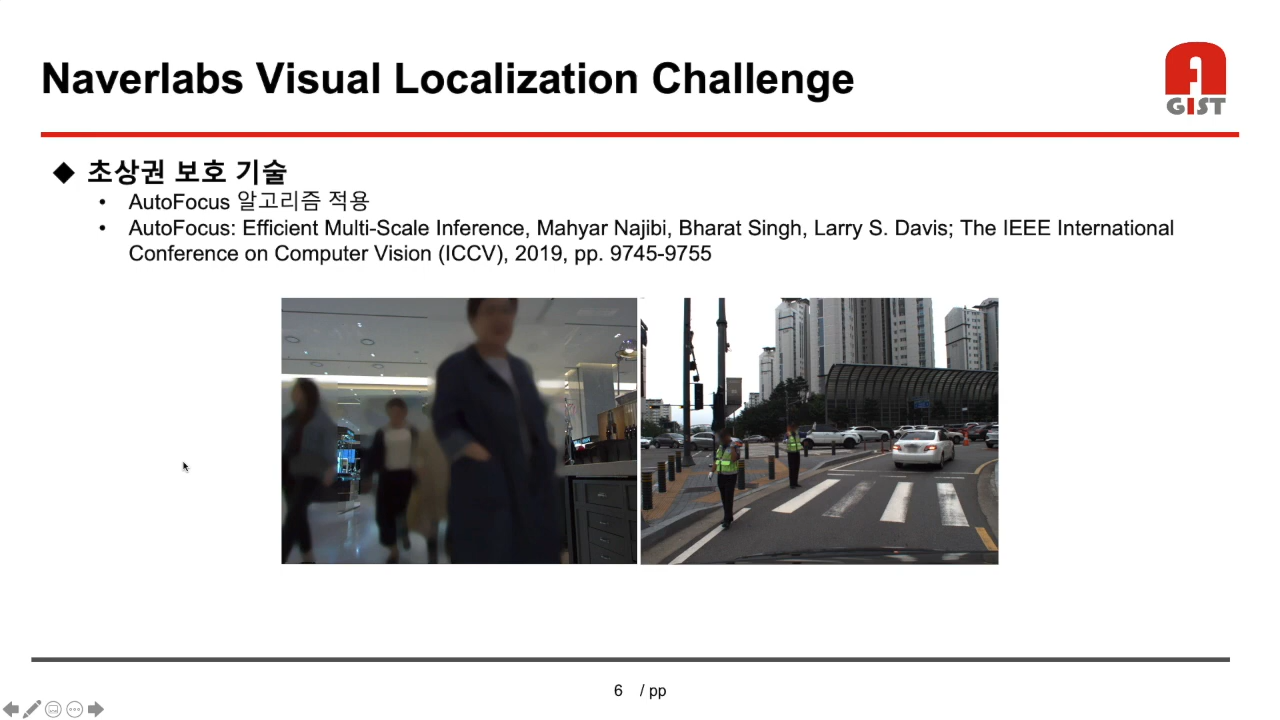 Naverlabs Visual Localization Challenge
GIST
◆ 초상권 보호 기술
• AutoFocus 알고리즘 적용
• AutoFocus: Efficient Multi-Scale Inference, Mahyar Najibi, Bharat Singh, Larry S. Davis; The IEEE International
Conference on Computer Vision (ICCV), 2019, pp. 9745-9755
6 / pp